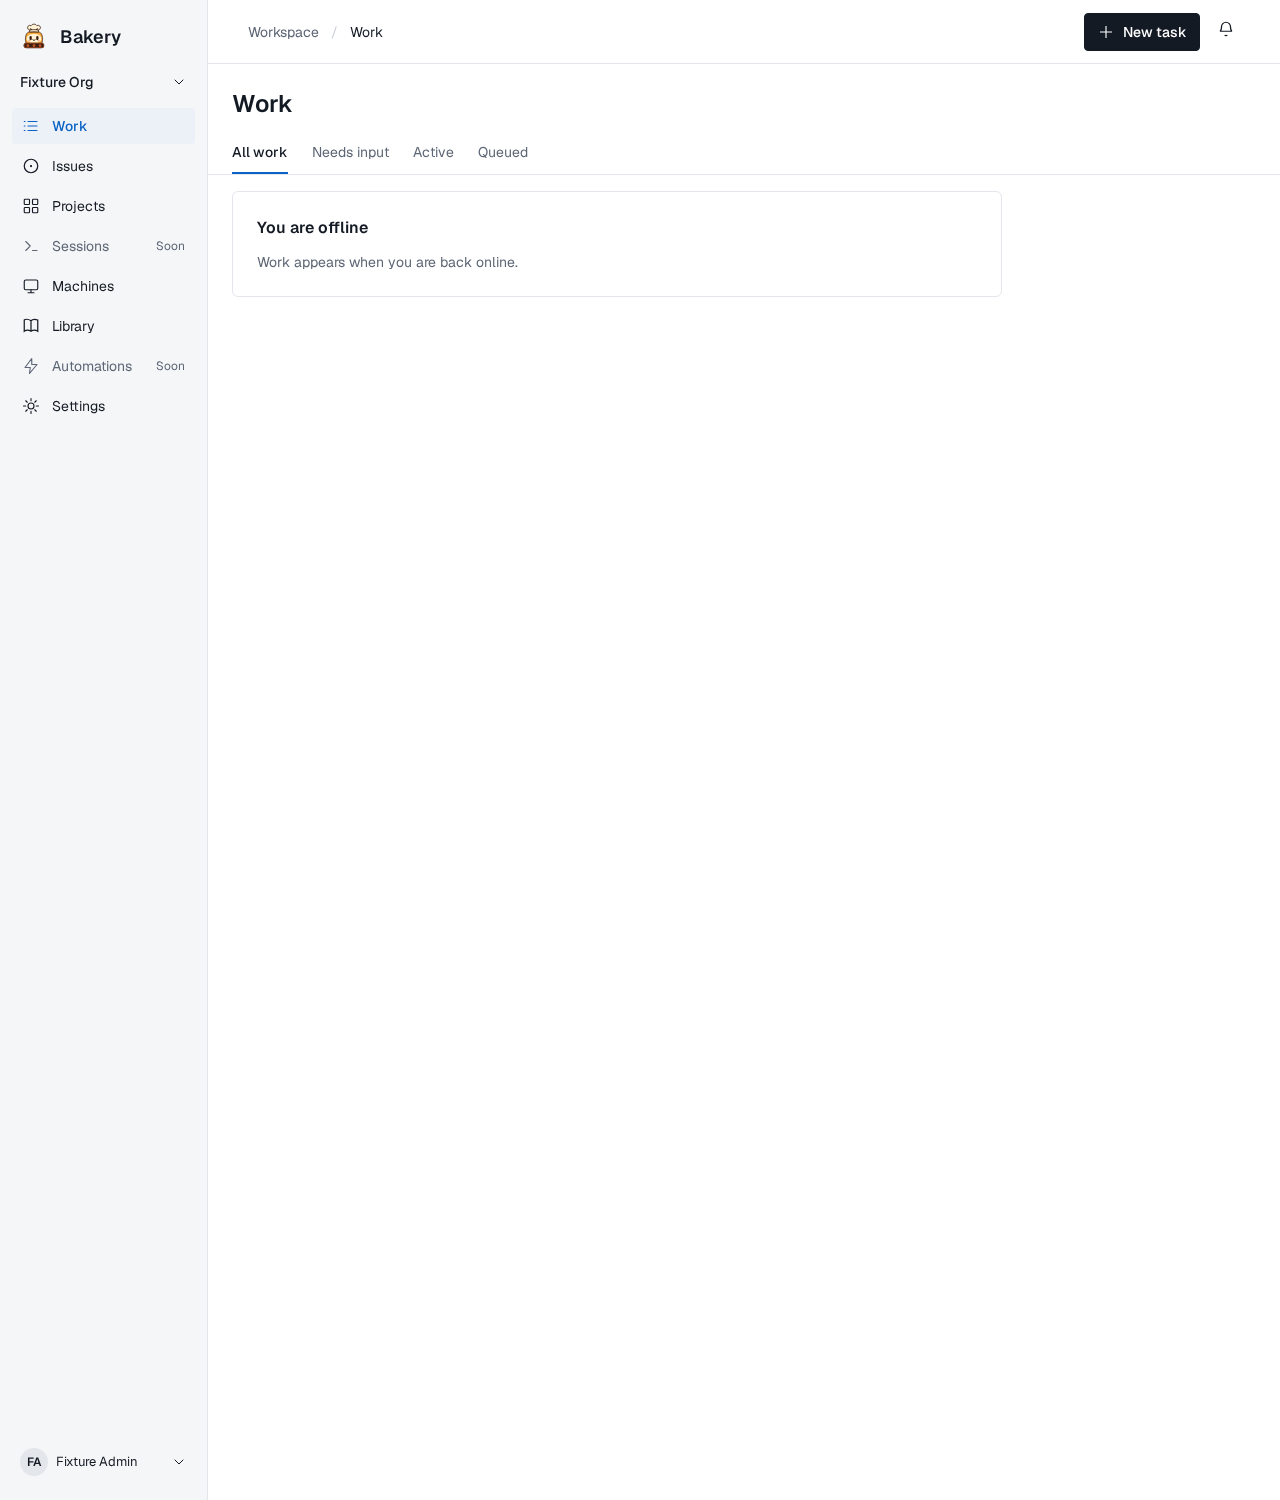 Bakery
Fixture Org
Work
Issues
Projects
Sessions Soon
Machines
Library
Automations Soon
Settings
FA Fixture Admin
Workspace / Work
New task
Work
All work Needs input Active Queued
You are offline
Work appears when you are back online.